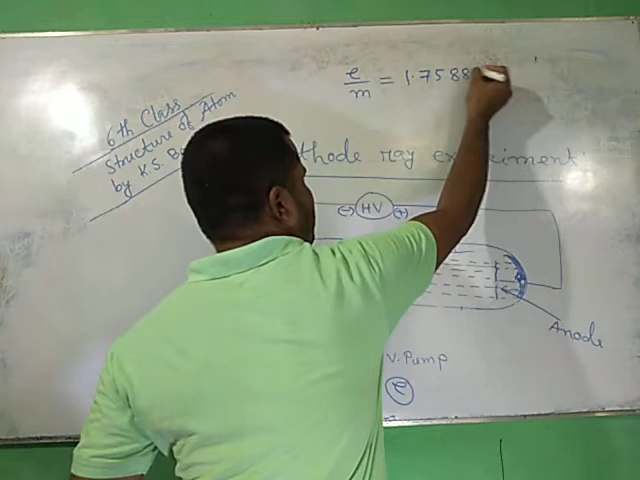 e/m = 1.7588
6th Class
Structure of Atom
by K.S.
thode ray experiment
(-) HV (+)
Anode
V. Pump
e